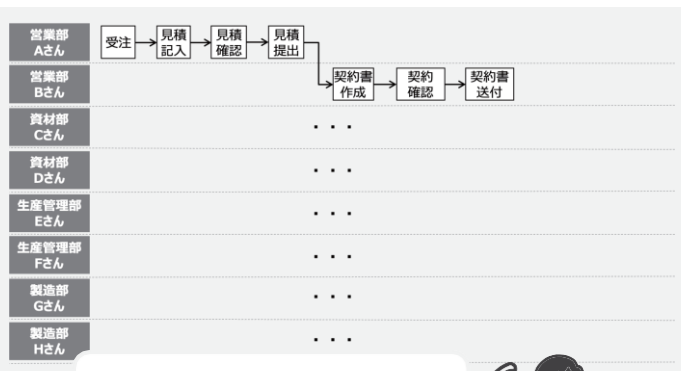 営業部
Aさん
受注
見積
記入
見積
確認
見積
提出
営業部
Bさん
契約書
作成
契約
確認
契約書
送付
資材部
Cさん
・・・
資材部
Dさん
・・・
生産管理部
Eさん
・・・
生産管理部
Fさん
・・・
製造部
Gさん
・・・
製造部
Hさん
・・・